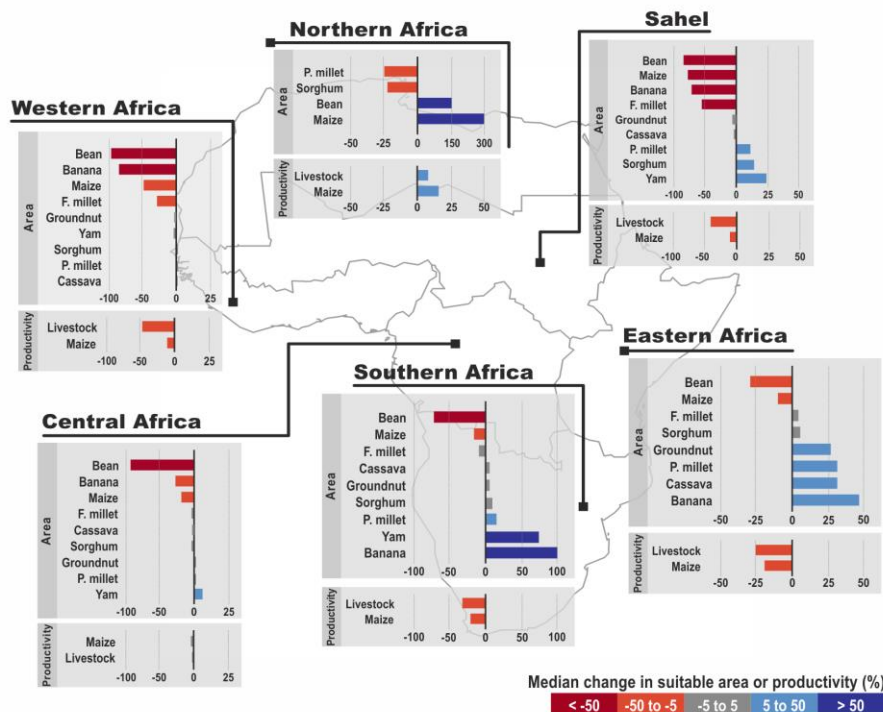 Northern Africa
Area
P. millet
Sorghum
Bean
Maize
-50 -25 0 150 300
Productivity
Livestock
Maize
-50 -25 0 25 50
Sahel
Area
Bean
Maize
Banana
F. millet
Groundnut
Cassava
P. millet
Sorghum
Yam
-100 -50 0 25 50
Productivity
Livestock
Maize
-100 -50 0 25 50
Western Africa
Area
Bean
Banana
Maize
F. millet
Groundnut
Yam
Sorghum
P. millet
Cassava
-100 -50 0 25
Productivity
Livestock
Maize
-100 -50 0 25
Eastern Africa
Area
Bean
Maize
F. millet
Sorghum
Groundnut
P. millet
Cassava
Banana
-50 -25 0 25 50
Productivity
Livestock
Maize
-50 -25 0 25 50
Southern Africa
Area
Bean
Maize
F. millet
Cassava
Groundnut
Sorghum
P. millet
Yam
Banana
-100 -50 0 50 100
Productivity
Livestock
Maize
-100 -50 0 50 100
Central Africa
Area
Bean
Banana
Maize
F. millet
Cassava
Sorghum
Groundnut
P. millet
Yam
-100 -50 0 25
Productivity
Maize
Livestock
-100 -50 0 25
Median change in suitable area or productivity (%)
< -50 -50 to -5 -5 to 5 5 to 50 > 50